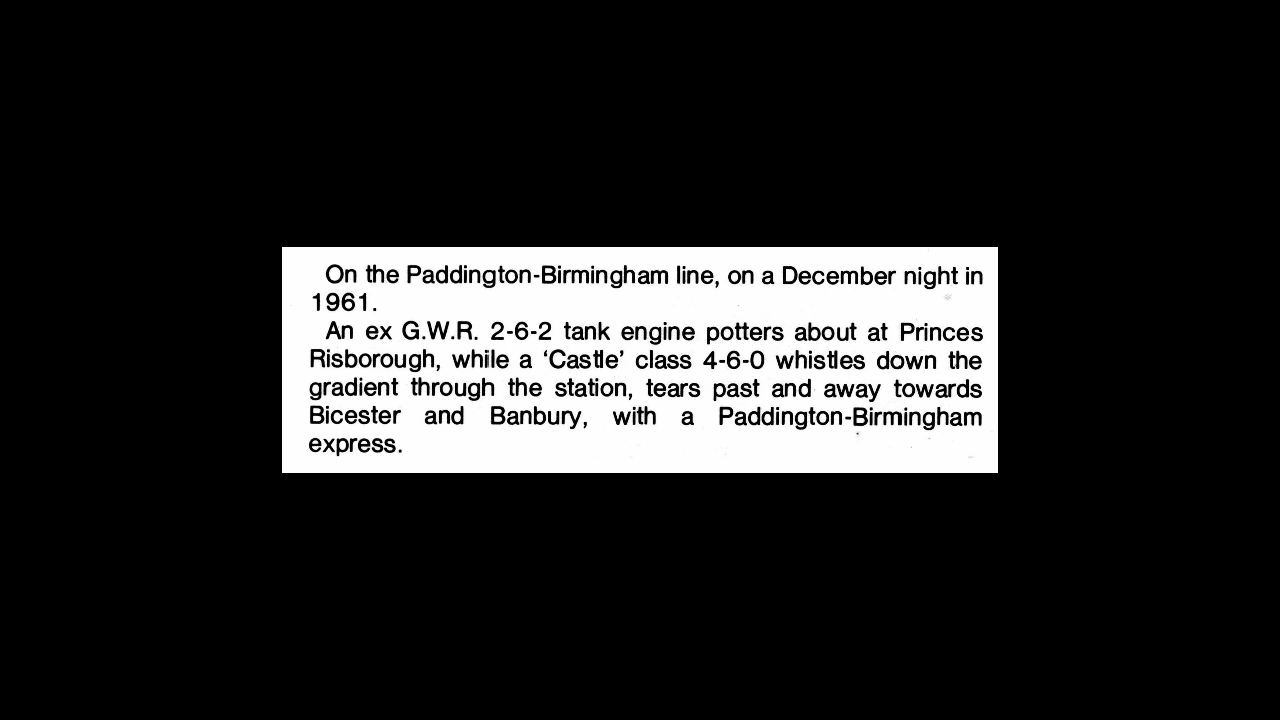 On the Paddington-Birmingham line, on a December night in
1961.
An ex G.W.R. 2-6-2 tank engine potters about at Princes
Risborough, while a ‘Castle’ class 4-6-0 whistles down the
gradient through the station, tears past and away towards
Bicester and Banbury, with a Paddington-Birmingham
express.